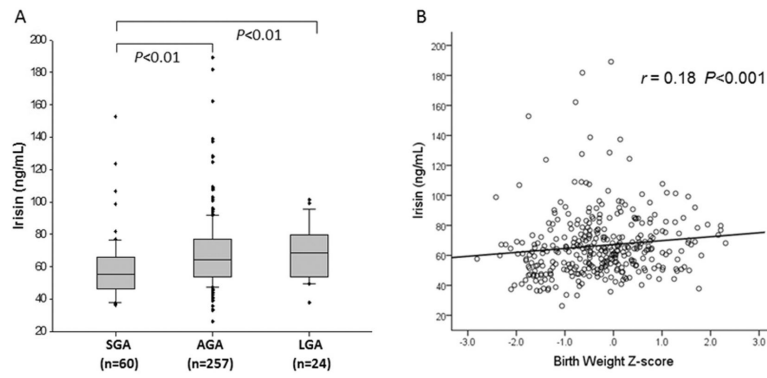 A
P<0.01
P<0.01
Irisin (ng/mL)
200
180
160
140
120
100
80
60
40
20
SGA
(n=60)
AGA
(n=257)
LGA
(n=24)
B
r = 0.18 P<0.001
Irisin (ng/mL)
200
180
160
140
120
100
80
60
40
20
-3.0
-2.0
-1.0
.0
1.0
2.0
3.0
Birth Weight Z-score